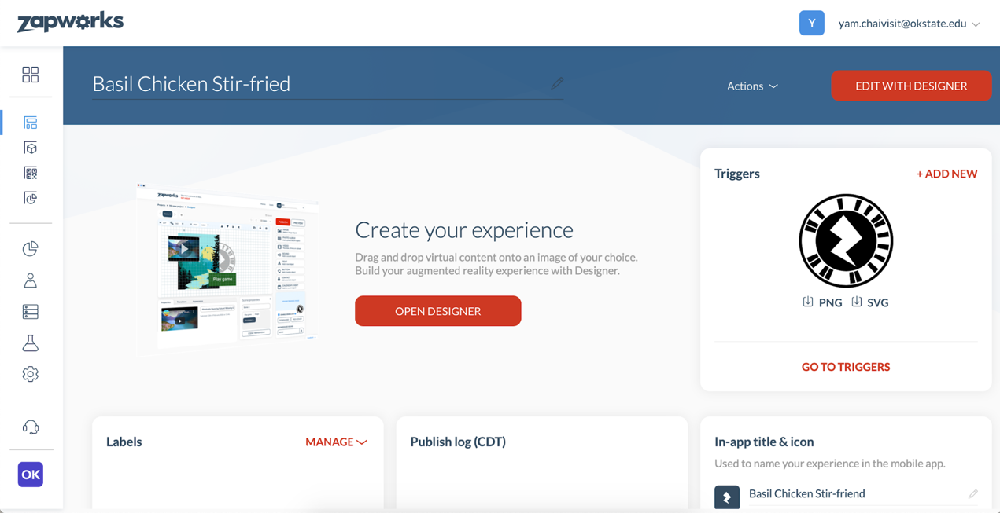 zapworks
Y
yam.chaivisit@okstate.edu
Basil Chicken Stir-fried
Actions
EDIT WITH DESIGNER
Triggers
+ ADD NEW
zapworks
Play game
Create your experience
Drag and drop virtual content onto an image of your choice.
Build your augmented reality experience with Designer.
OPEN DESIGNER
PNG
SVG
GO TO TRIGGERS
Labels
MANAGE
Publish log (CDT)
In-app title & icon
Used to name your experience in the mobile app.
Basil Chicken Stir-friend
OK